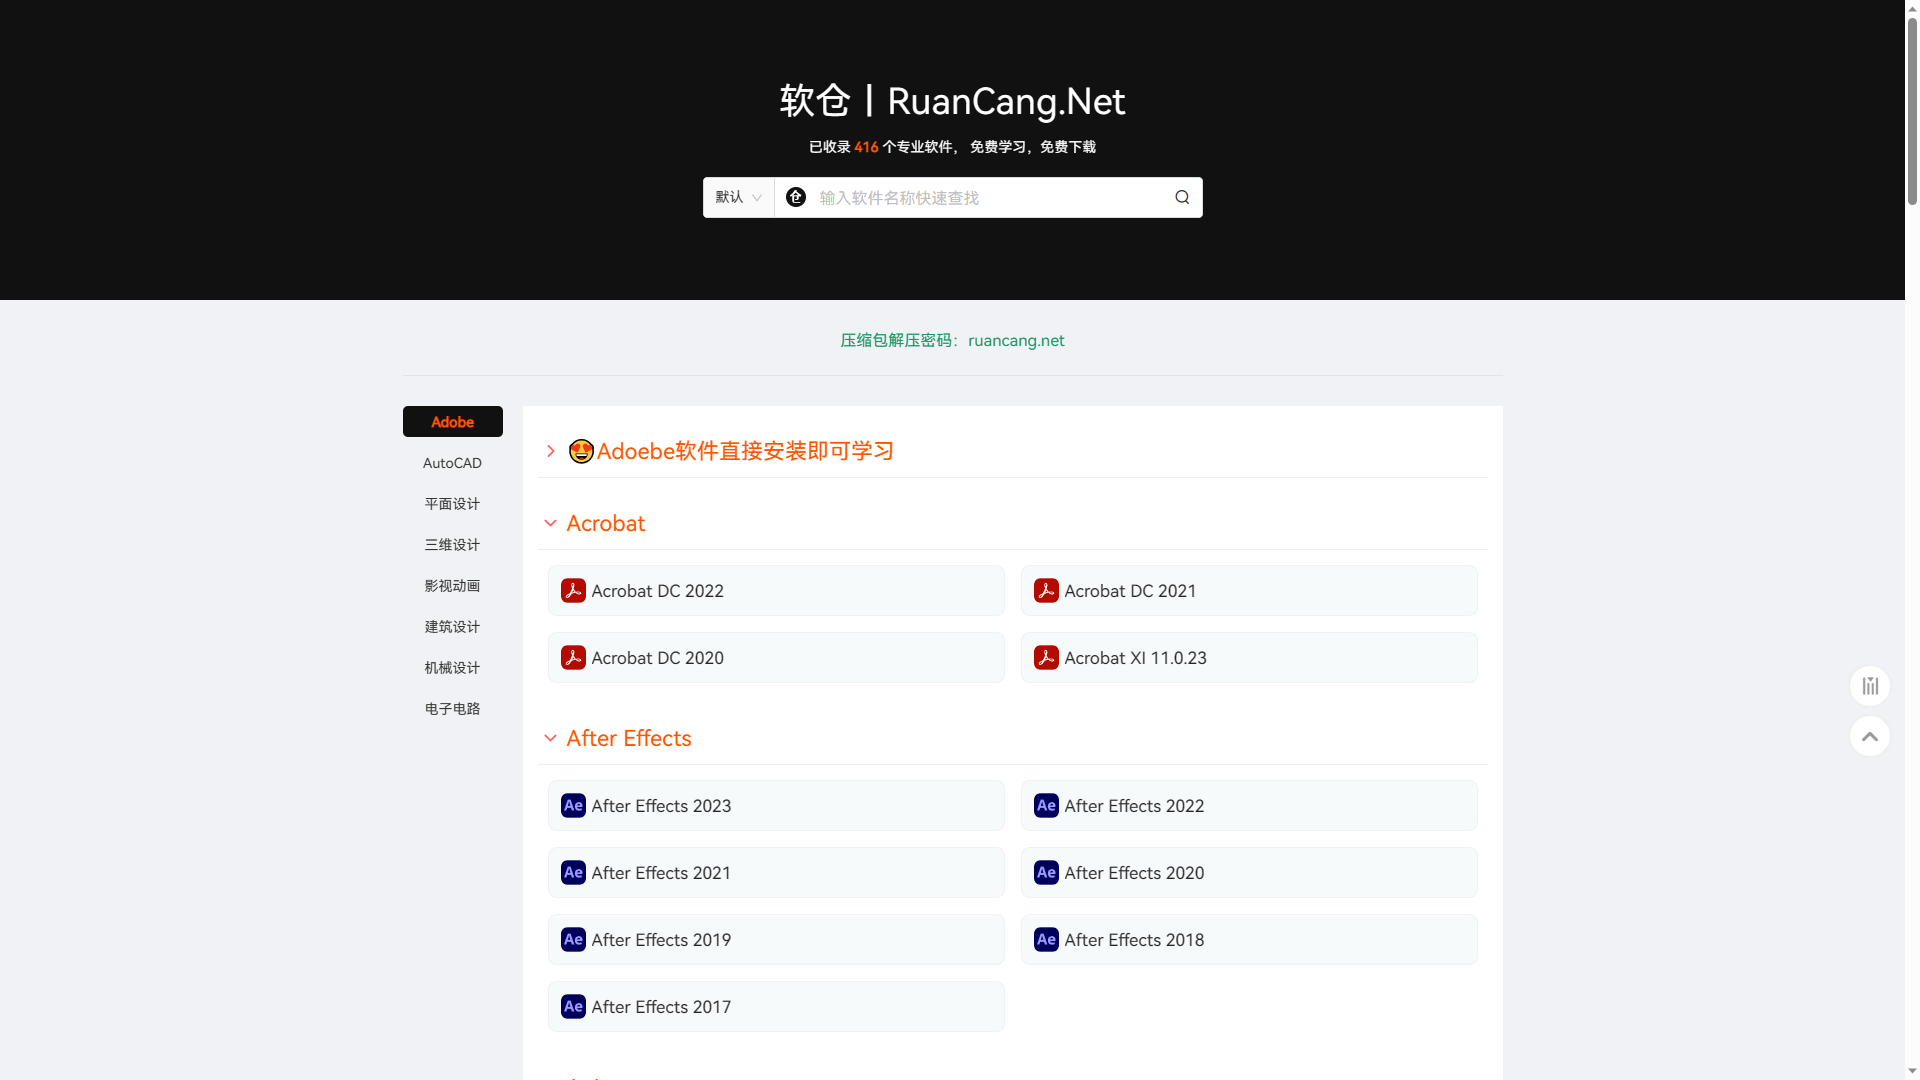 软仓丨RuanCang.Net
已收录 416 个专业软件， 免费学习，免费下载
默认 仓 输入软件名称快速查找
压缩包解压密码：ruancang.net
Adobe
AutoCAD
平面设计
三维设计
影视动画
建筑设计
机械设计
电子电路
Adoebe软件直接安装即可学习
Acrobat
Acrobat DC 2022
Acrobat DC 2021
Acrobat DC 2020
Acrobat XI 11.0.23
After Effects
Ae After Effects 2023
Ae After Effects 2022
Ae After Effects 2021
Ae After Effects 2020
Ae After Effects 2019
Ae After Effects 2018
Ae After Effects 2017